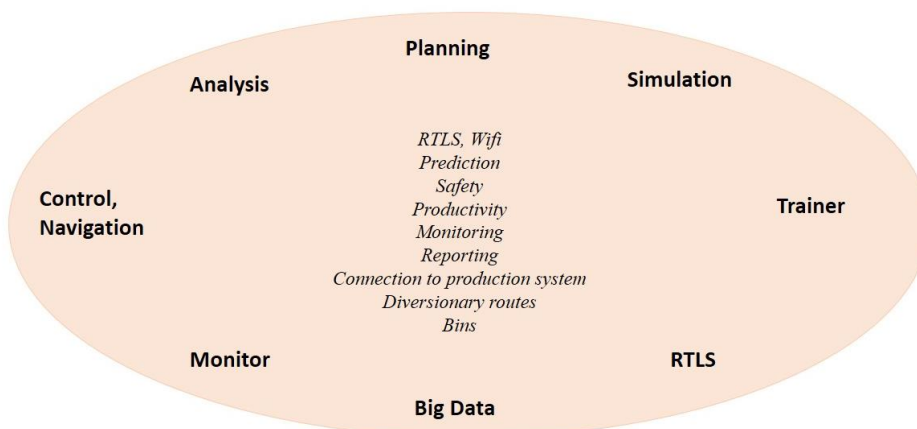 Planning
Analysis
Simulation
RTLS, Wifi
Prediction
Safety
Productivity
Monitoring
Reporting
Connection to production system
Diversionary routes
Bins
Control,
Navigation
Trainer
Monitor
RTLS
Big Data